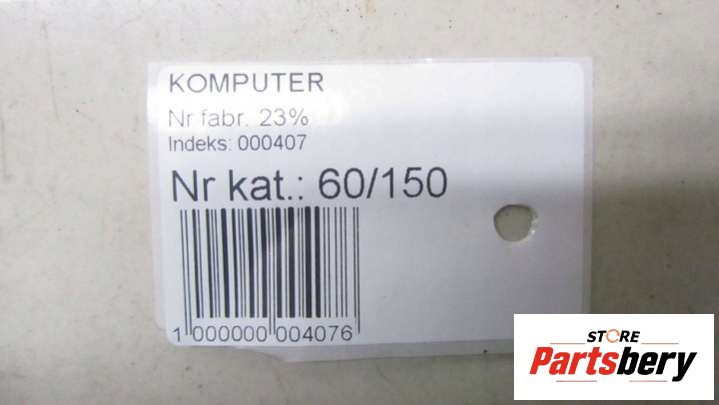 KOMPUTER
Nr fabr. 23%
Indeks: 000407
Nr kat.: 60/150
1 000000 004076
STORE
Partsbery